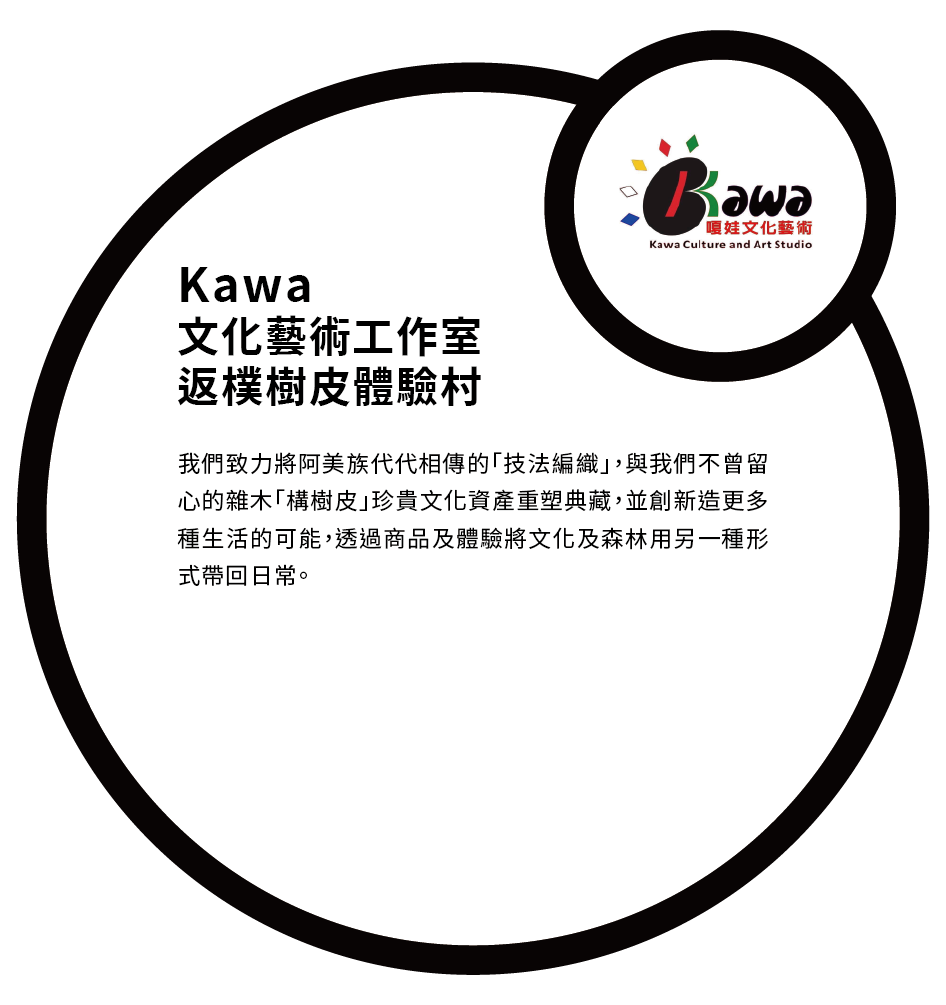 Kawa
嘎娃文化藝術
Kawa Culture and Art Studio
Kawa
文化藝術工作室
返樸樹皮體驗村
我們致力將阿美族代代相傳的「技法編織」,與我們不曾留
心的雜木「構樹皮」珍貴文化資產重塑典藏,並創新造更多
種生活的可能,透過商品及體驗將文化及森林用另一種形
式帶回日常。